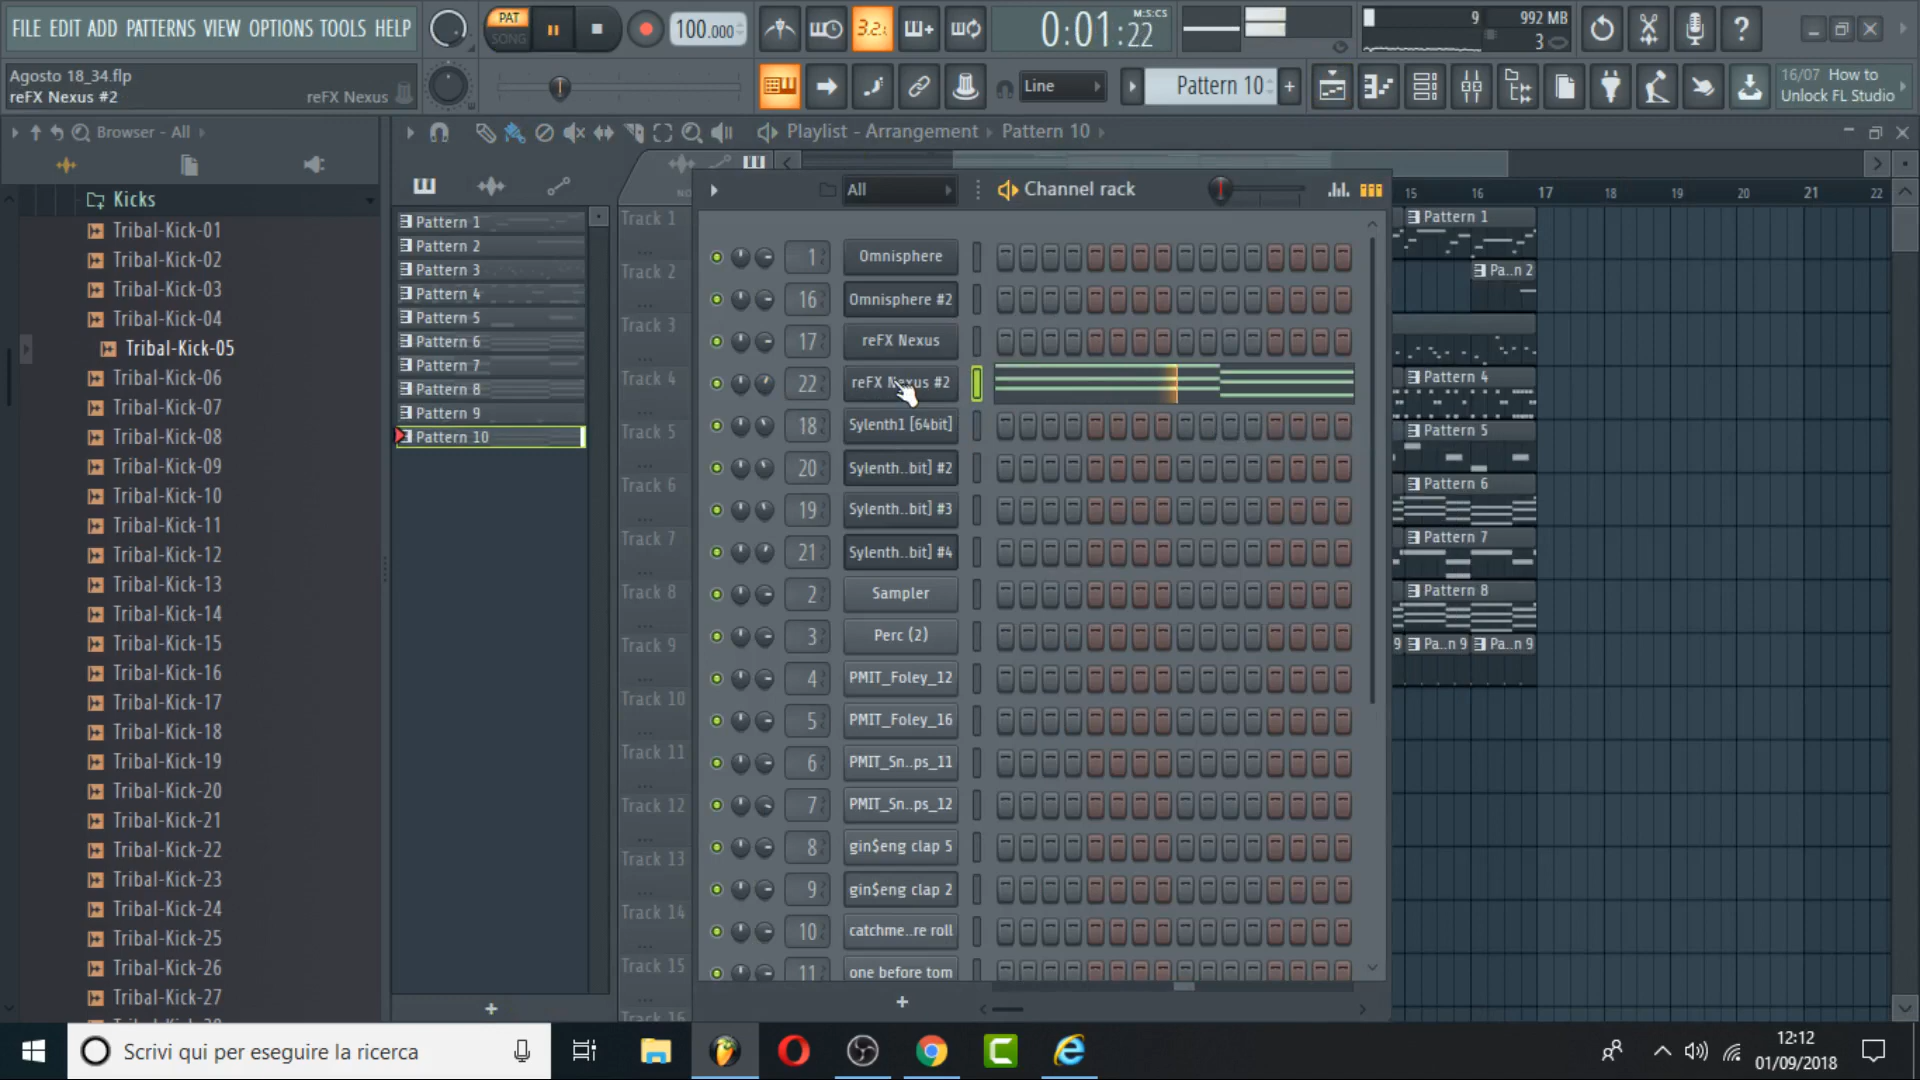 FILE EDIT ADD PATTERNS VIEW OPTIONS TOOLS HELP
PAT
SONG
100.000
3.2.
0:01:22
M:S:CS
9
992 MB
3
Agosto 18_34.flp
reFX Nexus #2
reFX Nexus
Line
Pattern 10
16/07 How to
Unlock FL Studio
Browser - All
Playlist - Arrangement
Pattern 10
Kicks
Tribal-Kick-01
Tribal-Kick-02
Tribal-Kick-03
Tribal-Kick-04
Tribal-Kick-05
Tribal-Kick-06
Tribal-Kick-07
Tribal-Kick-08
Tribal-Kick-09
Tribal-Kick-10
Tribal-Kick-11
Tribal-Kick-12
Tribal-Kick-13
Tribal-Kick-14
Tribal-Kick-15
Tribal-Kick-16
Tribal-Kick-17
Tribal-Kick-18
Tribal-Kick-19
Tribal-Kick-20
Tribal-Kick-21
Tribal-Kick-22
Tribal-Kick-23
Tribal-Kick-24
Tribal-Kick-25
Tribal-Kick-26
Tribal-Kick-27
Pattern 1
Pattern 2
Pattern 3
Pattern 4
Pattern 5
Pattern 6
Pattern 7
Pattern 8
Pattern 9
Pattern 10
Track 1
Track 2
Track 3
Track 4
Track 5
Track 6
Track 7
Track 8
Track 9
Track 10
Track 11
Track 12
Track 13
Track 14
Track 15
Track 16
All
Channel rack
1 Omnisphere
16 Omnisphere #2
17 reFX Nexus
22 reFX Nexus #2
18 Sylenth1 [64bit]
20 Sylenth..bit] #2
19 Sylenth..bit] #3
21 Sylenth..bit] #4
2 Sampler
3 Perc (2)
4 PMIT_Foley_12
5 PMIT_Foley_16
6 PMIT_Sn..ps_11
7 PMIT_Sn..ps_12
8 gin$eng clap 5
9 gin$eng clap 2
10 catchme..re roll
11 one before tom
15 16 17 18 19 20 21 22
Pattern 1
Pa..n 2
Pattern 4
Pattern 5
Pattern 6
Pattern 7
Pattern 8
9 Pa..n 9 Pa..n 9
Scrivi qui per eseguire la ricerca
12:12
01/09/2018